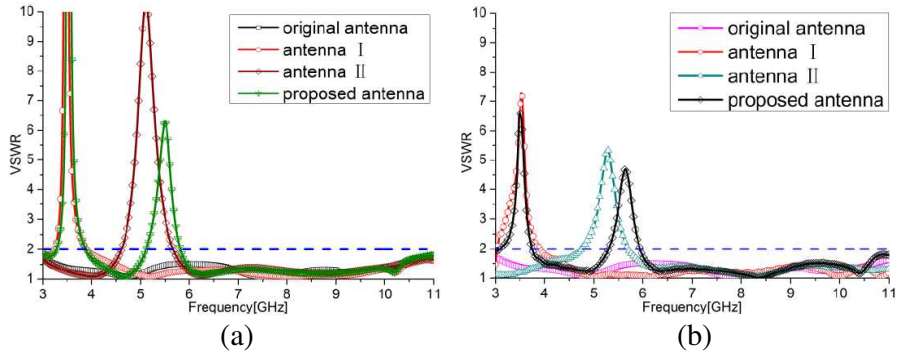 10
9
8
7
6
5
4
3
2
1
VSWR
original antenna
antenna Ⅰ
antenna Ⅱ
proposed antenna
3 4 5 6 7 8 9 10 11
Frequency[GHz]
(a)
10
9
8
7
6
5
4
3
2
1
VSWR
original antenna
antenna Ⅰ
antenna Ⅱ
proposed antenna
3 4 5 6 7 8 9 10 11
Frequency[GHz]
(b)